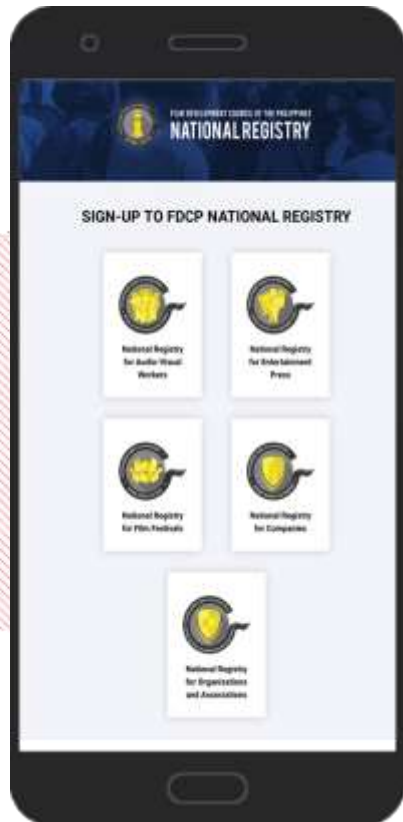 FILM DEVELOPMENT COUNCIL OF THE PHILIPPINES
NATIONAL REGISTRY
SIGN-UP TO FDCP NATIONAL REGISTRY
National Registry
for Audio-Visual
Workers
National Registry
for Entertainment
Press
National Registry
for Film Festivals
National Registry
for Companies
National Registry
for Organizations
and Associations